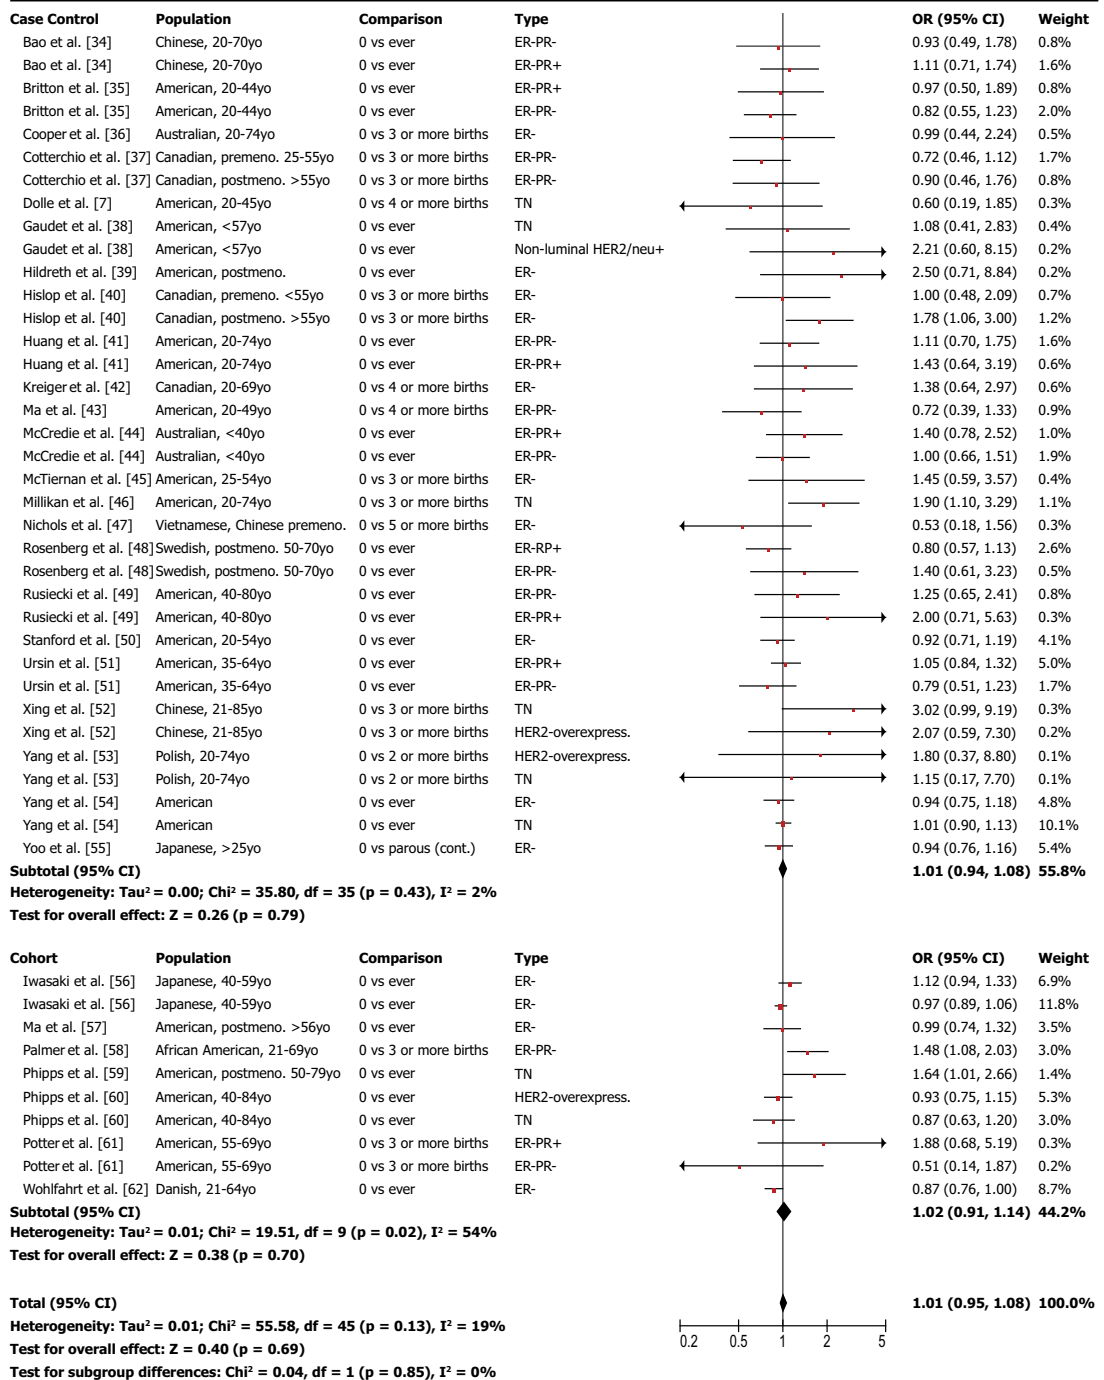 Case Control Population Comparison Type OR (95% CI) Weight
Bao et al. [34] Chinese, 20-70yo 0 vs ever ER-PR- 0.93 (0.49, 1.78) 0.8%
Bao et al. [34] Chinese, 20-70yo 0 vs ever ER-PR+ 1.11 (0.71, 1.74) 1.6%
Britton et al. [35] American, 20-44yo 0 vs ever ER-PR+ 0.97 (0.50, 1.89) 0.8%
Britton et al. [35] American, 20-44yo 0 vs ever ER-PR- 0.82 (0.55, 1.23) 2.0%
Cooper et al. [36] Australian, 20-74yo 0 vs 3 or more births ER- 0.99 (0.44, 2.24) 0.5%
Cotterchio et al. [37] Canadian, premeno. 25-55yo 0 vs 3 or more births ER-PR- 0.72 (0.46, 1.12) 1.7%
Cotterchio et al. [37] Canadian, postmeno. >55yo 0 vs 3 or more births ER-PR- 0.90 (0.46, 1.76) 0.8%
Dolle et al. [7] American, 20-45yo 0 vs 4 or more births TN 0.60 (0.19, 1.85) 0.3%
Gaudet et al. [38] American, <57yo 0 vs ever TN 1.08 (0.41, 2.83) 0.4%
Gaudet et al. [38] American, <57yo 0 vs ever Non-luminal HER2/neu+ 2.21 (0.60, 8.15) 0.2%
Hildreth et al. [39] American, postmeno. 0 vs ever ER- 2.50 (0.71, 8.84) 0.2%
Hislop et al. [40] Canadian, premeno. <55yo 0 vs 3 or more births ER- 1.00 (0.48, 2.09) 0.7%
Hislop et al. [40] Canadian, postmeno. >55yo 0 vs 3 or more births ER- 1.78 (1.06, 3.00) 1.2%
Huang et al. [41] American, 20-74yo 0 vs ever ER-PR- 1.11 (0.70, 1.75) 1.6%
Huang et al. [41] American, 20-74yo 0 vs ever ER-PR+ 1.43 (0.64, 3.19) 0.6%
Kreiger et al. [42] Canadian, 20-69yo 0 vs 4 or more births ER- 1.38 (0.64, 2.97) 0.6%
Ma et al. [43] American, 20-49yo 0 vs 4 or more births ER-PR- 0.72 (0.39, 1.33) 0.9%
McCredie et al. [44] Australian, <40yo 0 vs ever ER-PR+ 1.40 (0.78, 2.52) 1.0%
McCredie et al. [44] Australian, <40yo 0 vs ever ER-PR- 1.00 (0.66, 1.51) 1.9%
McTiernan et al. [45] American, 25-54yo 0 vs 3 or more births ER- 1.45 (0.59, 3.57) 0.4%
Millikan et al. [46] American, 20-74yo 0 vs 3 or more births TN 1.90 (1.10, 3.29) 1.1%
Nichols et al. [47] Vietnamese, Chinese premeno. 0 vs 5 or more births ER- 0.53 (0.18, 1.56) 0.3%
Rosenberg et al. [48] Swedish, postmeno. 50-70yo 0 vs ever ER-RP+ 0.80 (0.57, 1.13) 2.6%
Rosenberg et al. [48] Swedish, postmeno. 50-70yo 0 vs ever ER-PR- 1.40 (0.61, 3.23) 0.5%
Rusiecki et al. [49] American, 40-80yo 0 vs ever ER-PR- 1.25 (0.65, 2.41) 0.8%
Rusiecki et al. [49] American, 40-80yo 0 vs ever ER-PR+ 2.00 (0.71, 5.63) 0.3%
Stanford et al. [50] American, 20-54yo 0 vs ever ER- 0.92 (0.71, 1.19) 4.1%
Ursin et al. [51] American, 35-64yo 0 vs ever ER-PR+ 1.05 (0.84, 1.32) 5.0%
Ursin et al. [51] American, 35-64yo 0 vs ever ER-PR- 0.79 (0.51, 1.23) 1.7%
Xing et al. [52] Chinese, 21-85yo 0 vs 3 or more births TN 3.02 (0.99, 9.19) 0.3%
Xing et al. [52] Chinese, 21-85yo 0 vs 3 or more births HER2-overexpress. 2.07 (0.59, 7.30) 0.2%
Yang et al. [53] Polish, 20-74yo 0 vs 2 or more births HER2-overexpress. 1.80 (0.37, 8.80) 0.1%
Yang et al. [53] Polish, 20-74yo 0 vs 2 or more births TN 1.15 (0.17, 7.70) 0.1%
Yang et al. [54] American 0 vs ever ER- 0.94 (0.75, 1.18) 4.8%
Yang et al. [54] American 0 vs ever TN 1.01 (0.90, 1.13) 10.1%
Yoo et al. [55] Japanese, >25yo 0 vs parous (cont.) ER- 0.94 (0.76, 1.16) 5.4%
Subtotal (95% CI) 1.01 (0.94, 1.08) 55.8%
Heterogeneity: Tau² = 0.00; Chi² = 35.80, df = 35 (p = 0.43), I² = 2%
Test for overall effect: Z = 0.26 (p = 0.79)
Cohort Population Comparison Type OR (95% CI) Weight
Iwasaki et al. [56] Japanese, 40-59yo 0 vs ever ER- 1.12 (0.94, 1.33) 6.9%
Iwasaki et al. [56] Japanese, 40-59yo 0 vs ever ER- 0.97 (0.89, 1.06) 11.8%
Ma et al. [57] American, postmeno. >56yo 0 vs ever ER- 0.99 (0.74, 1.32) 3.5%
Palmer et al. [58] African American, 21-69yo 0 vs 3 or more births ER-PR- 1.48 (1.08, 2.03) 3.0%
Phipps et al. [59] American, postmeno. 50-79yo 0 vs ever TN 1.64 (1.01, 2.66) 1.4%
Phipps et al. [60] American, 40-84yo 0 vs ever HER2-overexpress. 0.93 (0.75, 1.15) 5.3%
Phipps et al. [60] American, 40-84yo 0 vs ever TN 0.87 (0.63, 1.20) 3.0%
Potter et al. [61] American, 55-69yo 0 vs 3 or more births ER-PR+ 1.88 (0.68, 5.19) 0.3%
Potter et al. [61] American, 55-69yo 0 vs 3 or more births ER-PR- 0.51 (0.14, 1.87) 0.2%
Wohlfahrt et al. [62] Danish, 21-64yo 0 vs ever ER- 0.87 (0.76, 1.00) 8.7%
Subtotal (95% CI) 1.02 (0.91, 1.14) 44.2%
Heterogeneity: Tau² = 0.01; Chi² = 19.51, df = 9 (p = 0.02), I² = 54%
Test for overall effect: Z = 0.38 (p = 0.70)
Total (95% CI) 1.01 (0.95, 1.08) 100.0%
Heterogeneity: Tau² = 0.01; Chi² = 55.58, df = 45 (p = 0.13), I² = 19%
Test for overall effect: Z = 0.40 (p = 0.69)
0.2 0.5 1 2 5
Test for subgroup differences: Chi² = 0.04, df = 1 (p = 0.85), I² = 0%